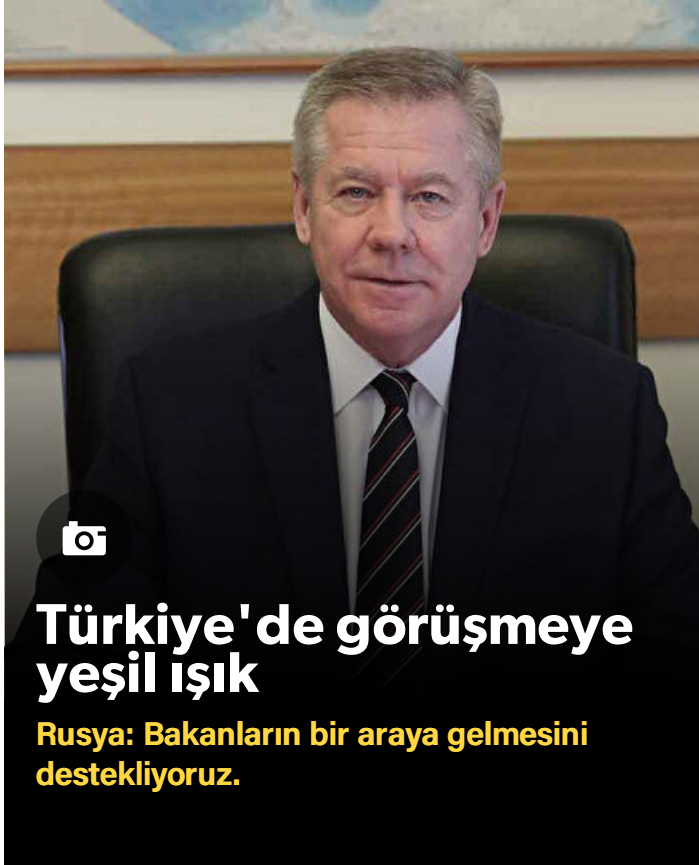 Türkiye'de görüşmeye
yeşil ışık
Rusya: Bakanların bir araya gelmesini
destekliyoruz.